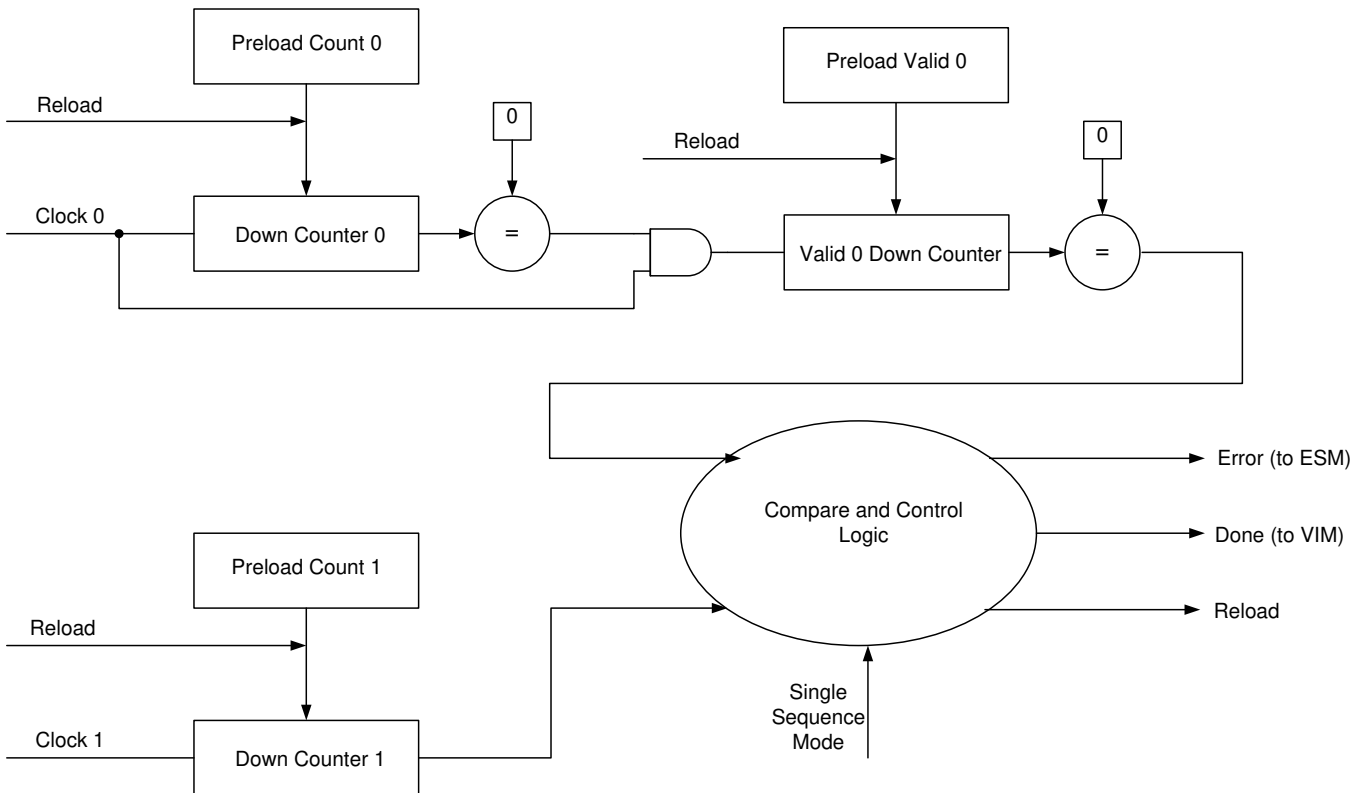 Preload Count 0
Preload Valid 0
Reload
0
Reload
0
Clock 0
Down Counter 0
=
Valid 0 Down Counter
=
Compare and Control
Logic
Error (to ESM)
Done (to VIM)
Reload
Preload Count 1
Reload
Clock 1
Down Counter 1
Single
Sequence
Mode